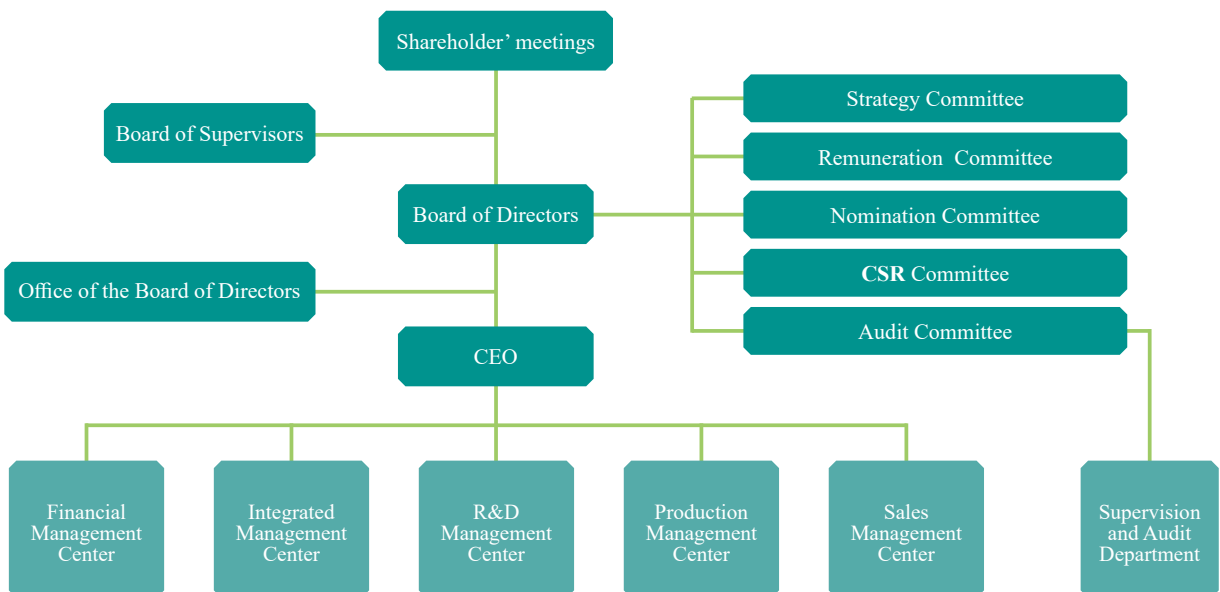 Shareholder’ meetings
Strategy Committee
Board of Supervisors
Remuneration Committee
Board of Directors
Nomination Committee
Office of the Board of Directors
CSR Committee
Audit Committee
CEO
Financial
Management
Center
Integrated
Management
Center
R&D
Management
Center
Production
Management
Center
Sales
Management
Center
Supervision
and Audit
Department